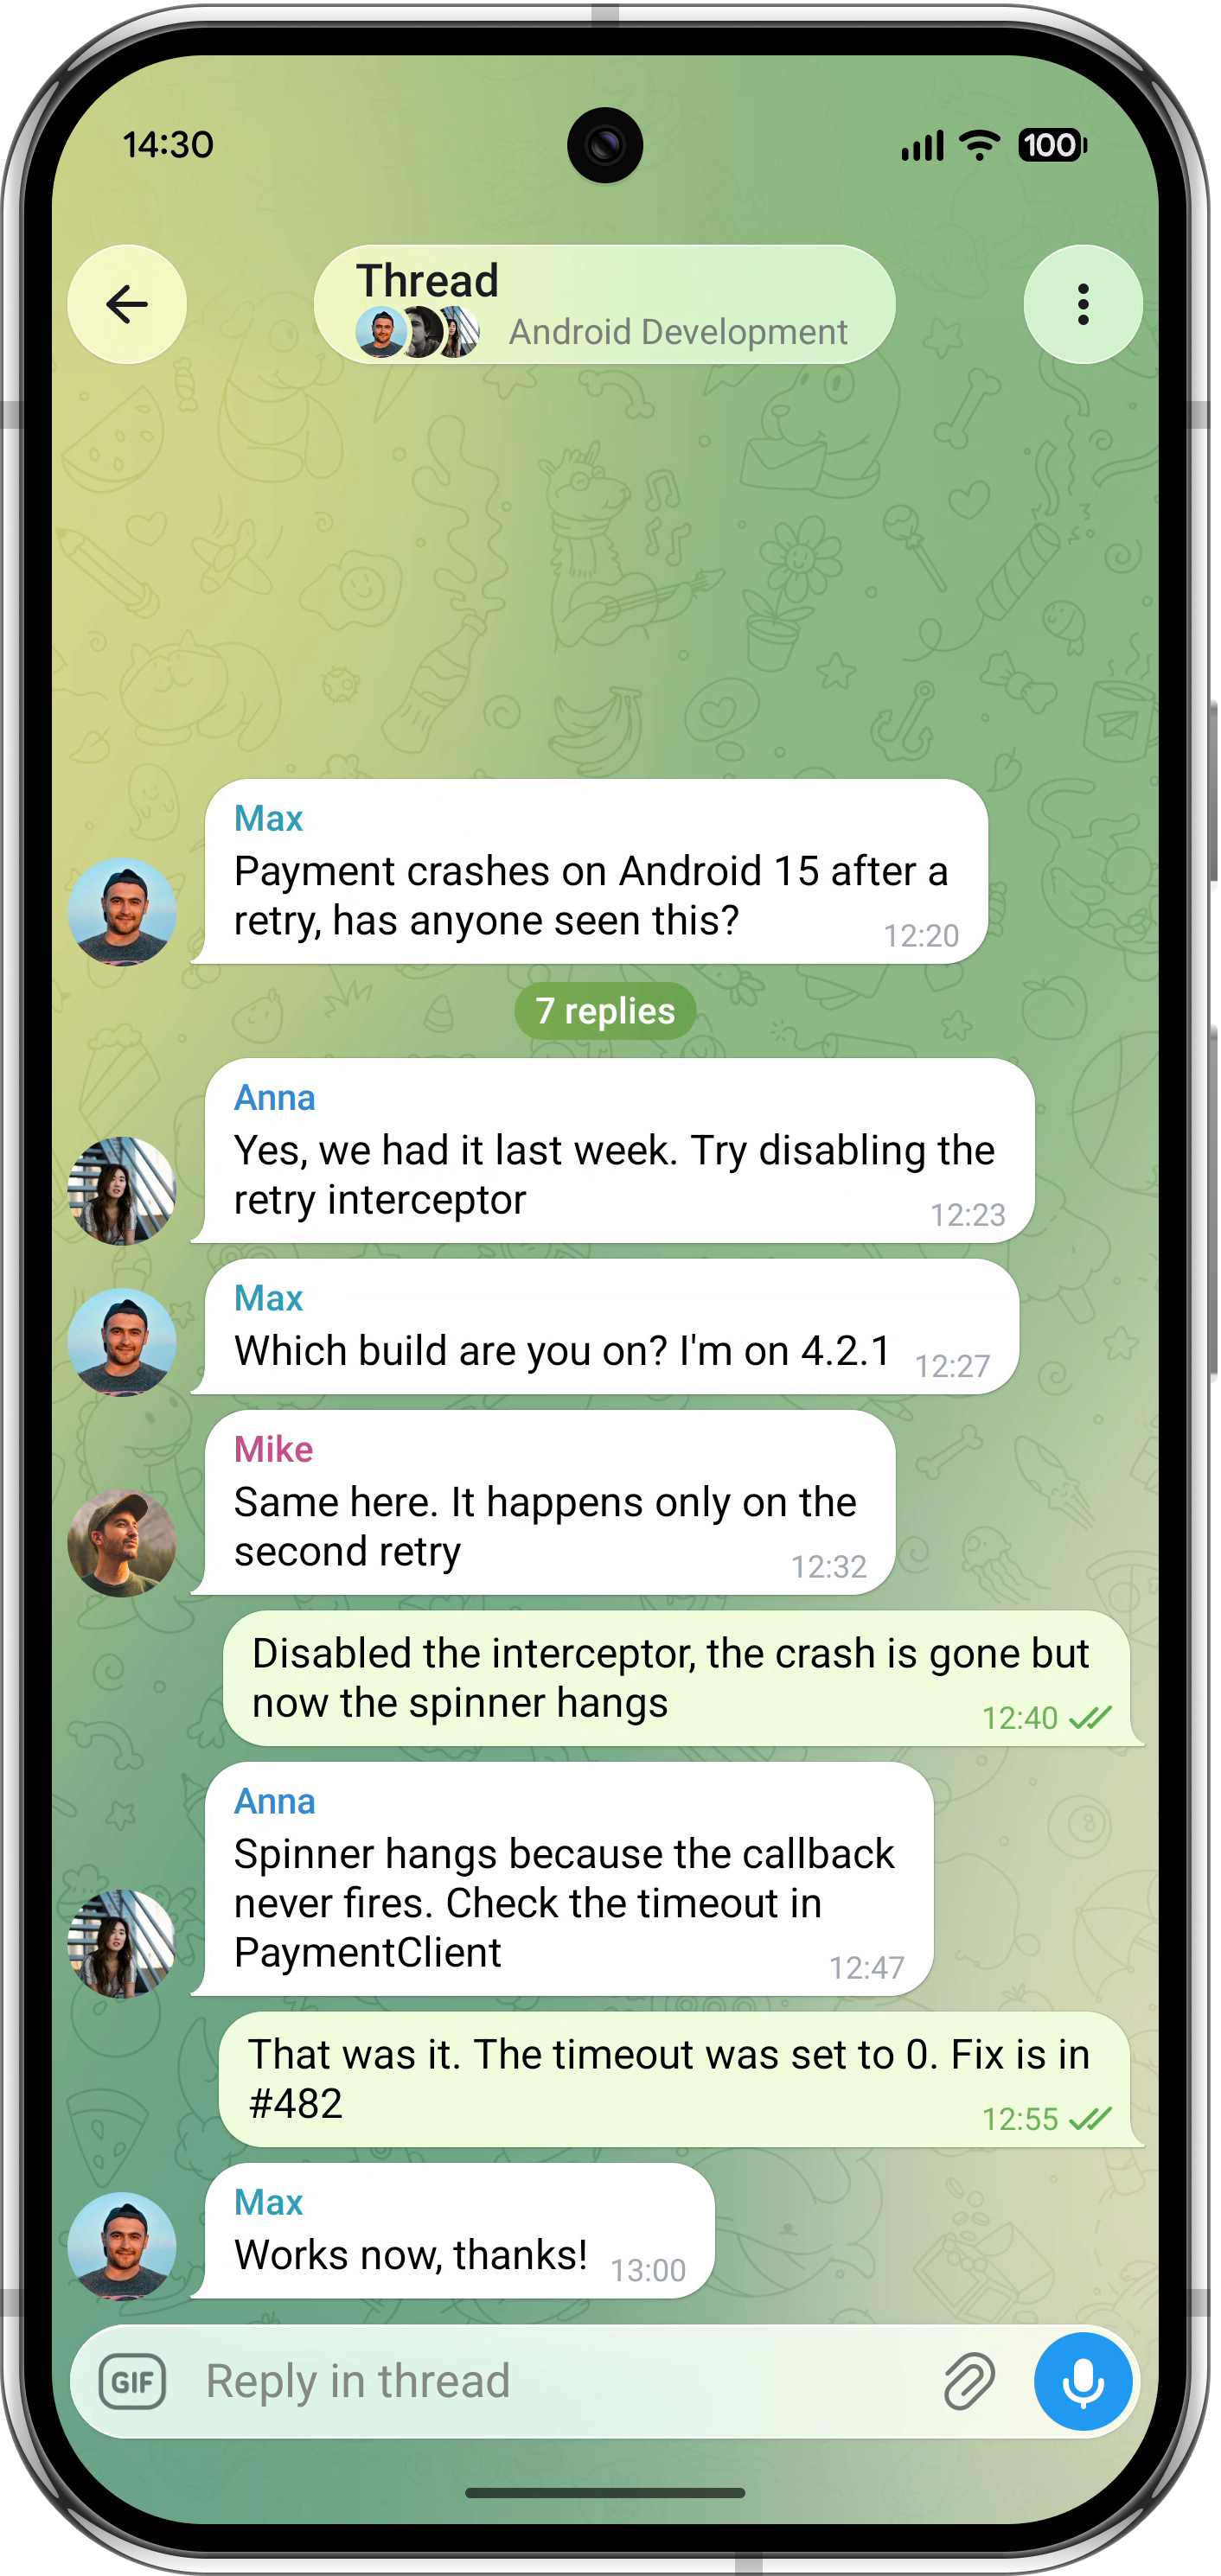 14:30
100
Thread
Android Development
Max
Payment crashes on Android 15 after a
retry, has anyone seen this?
12:20
7 replies
Anna
Yes, we had it last week. Try disabling the
retry interceptor
12:23
Max
Which build are you on? I'm on 4.2.1
12:27
Mike
Same here. It happens only on the
second retry
12:32
Disabled the interceptor, the crash is gone but
now the spinner hangs
12:40
Anna
Spinner hangs because the callback
never fires. Check the timeout in
PaymentClient
12:47
That was it. The timeout was set to 0. Fix is in
#482
12:55
Max
Works now, thanks!
13:00
GIF
Reply in thread